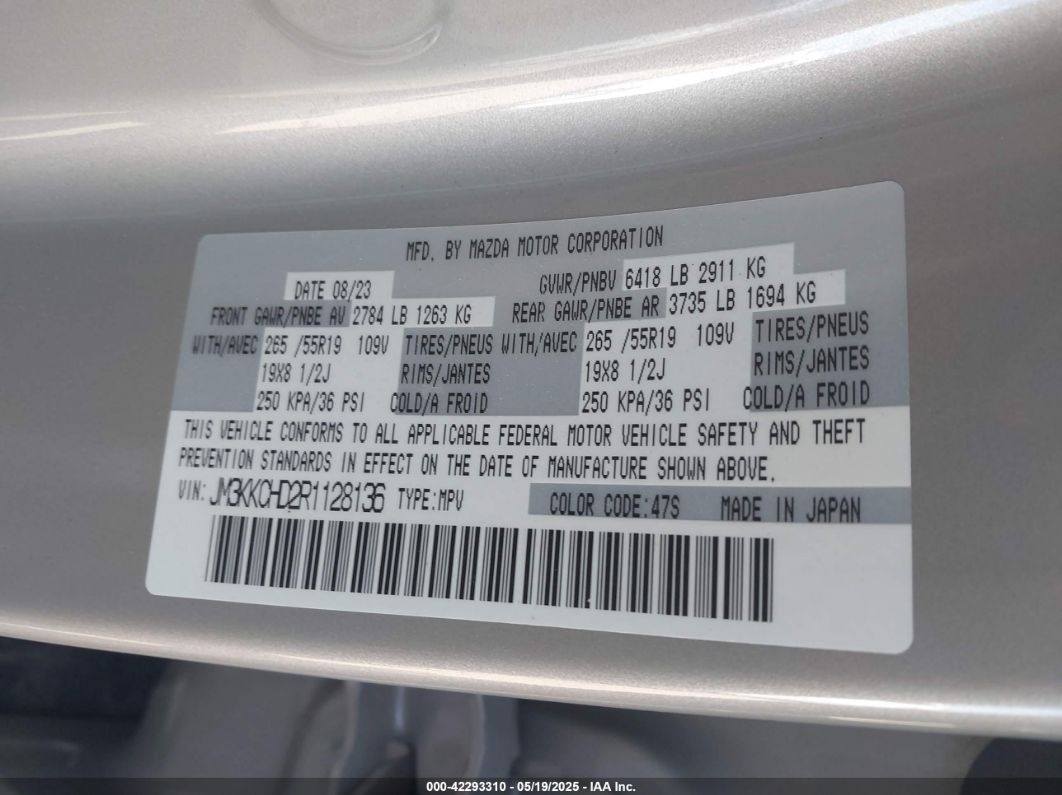 MFD. BY MAZDA MOTOR CORPORATION
DATE 08/23 GVWR/PNBV 6418 LB 2911 KG
FRONT GAWR/PNBE AV 2784 LB 1263 KG REAR GAWR/PNBE AR 3735 LB 1694 KG
WITH/AVEC 265 /55R19 109V TIRES/PNEUS WITH/AVEC 265 /55R19 109V TIRES/PNEUS
19X8 1/2J RIMS/JANTES 19X8 1/2J RIMS/JANTES
250 KPA/36 PSI COLD/A FROID 250 KPA/36 PSI COLD/A FROID
THIS VEHICLE CONFORMS TO ALL APPLICABLE FEDERAL MOTOR VEHICLE SAFETY AND THEFT
PREVENTION STANDARDS IN EFFECT ON THE DATE OF MANUFACTURE SHOWN ABOVE.
VIN: JM3KKCHD2R1128136 TYPE:MPV COLOR CODE:47S MADE IN JAPAN
000-42293310 - 05/19/2025 - IAA Inc.